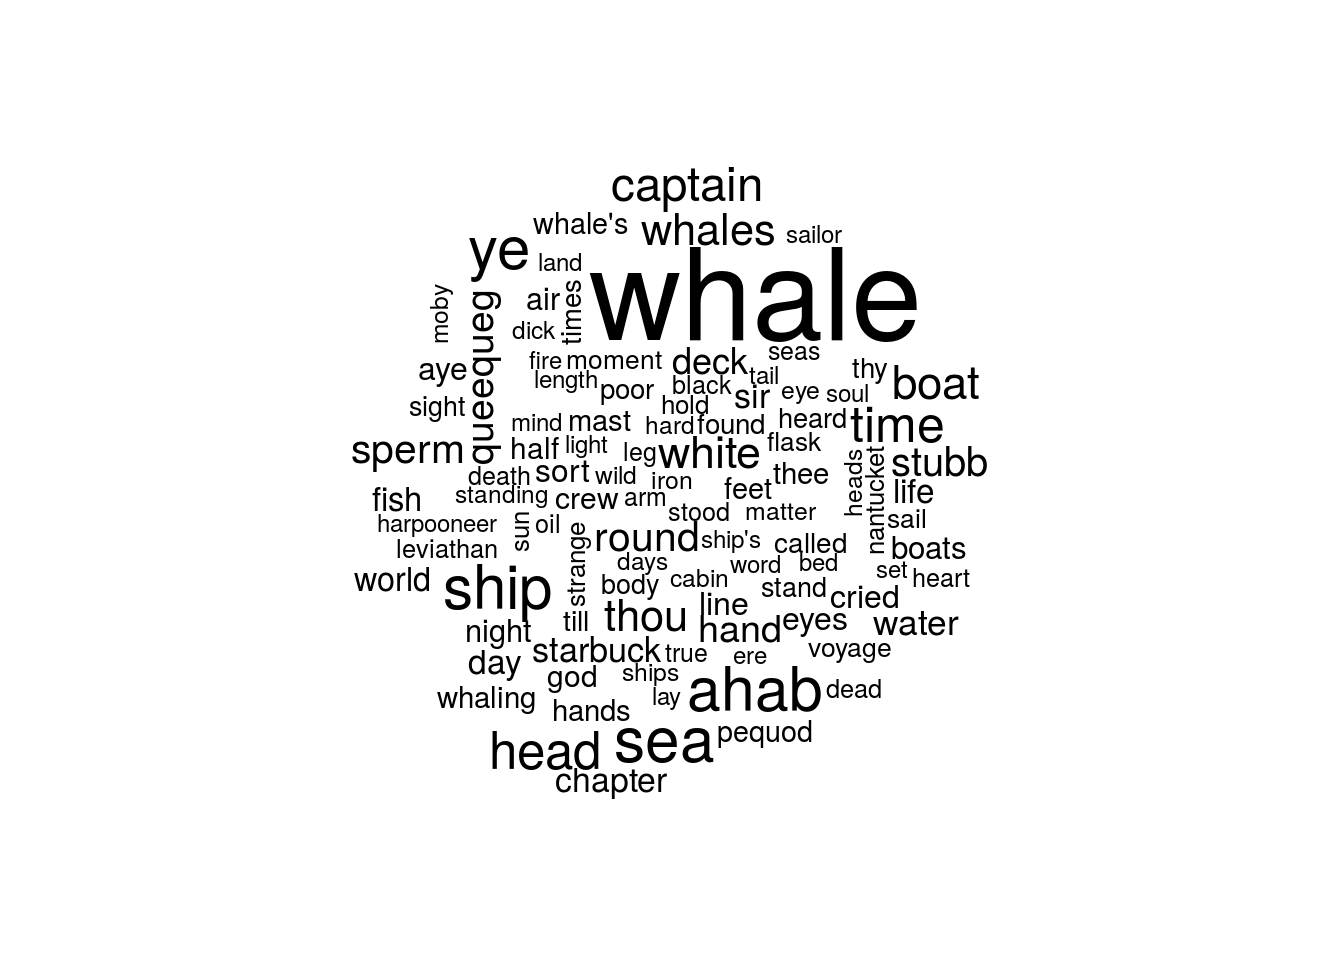 captain
whale's whales sailor
ye land
whale
moby queequeg air times
dick
fire moment deck seas
aye length poor black tail thy boat
hold sir eye soul
sight mind mast hard found heard time
sperm half light leg white flask
stubb
death sort wild iron feet thee heads nantucket life
fish standing crew arm
stood matter sail
harpooneer sun oil strange round ship's called boats
leviathan
world ship days word bed set heart
body cabin stand cried
till thou line hand eyes water
night
starbuck true ere voyage
day god ships
whaling hands lay ahab dead
head sea pequod
chapter